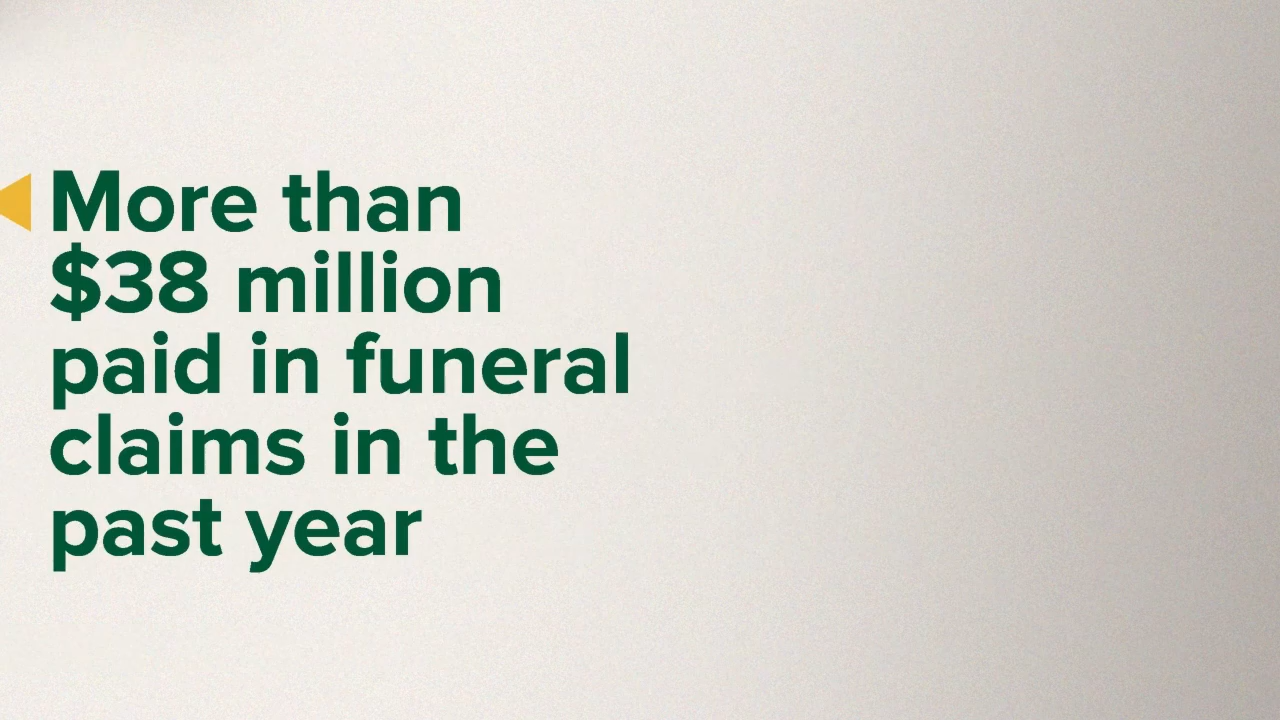 More than
$38 million
paid in funeral
claims in the
past year